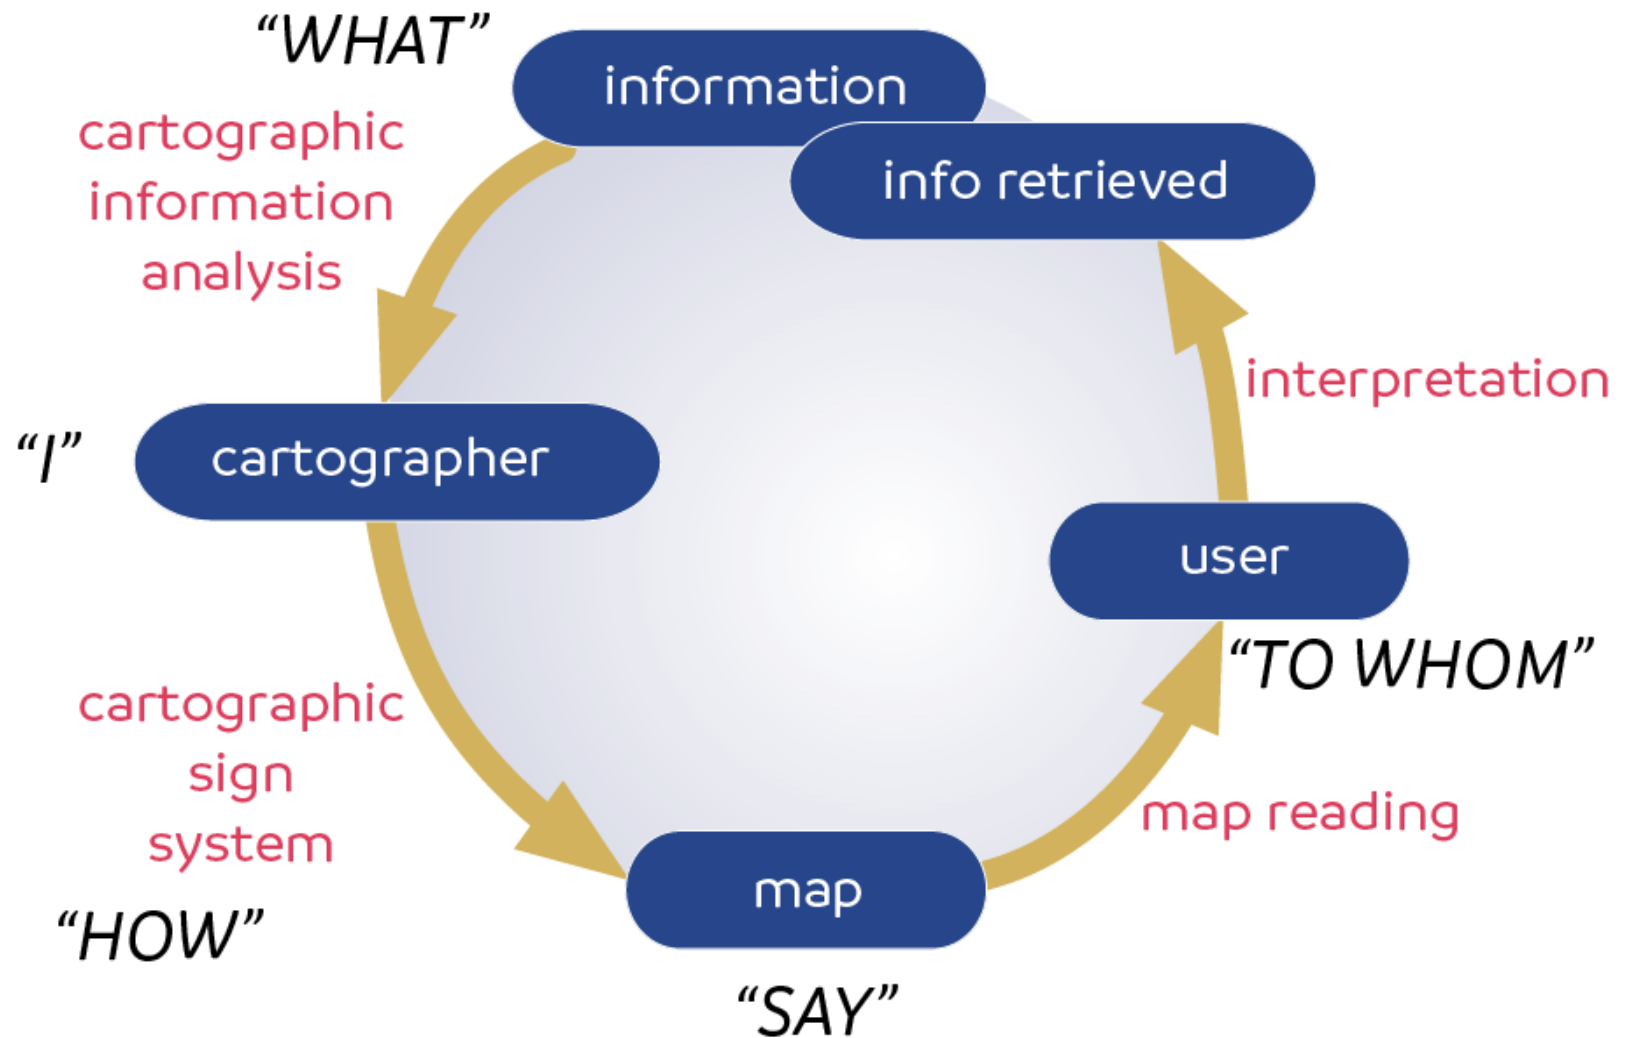 “WHAT”
information
cartographic
information
analysis
info retrieved
interpretation
“I”
cartographer
user
“TO WHOM”
cartographic
sign
system
map reading
map
“HOW”
“SAY”